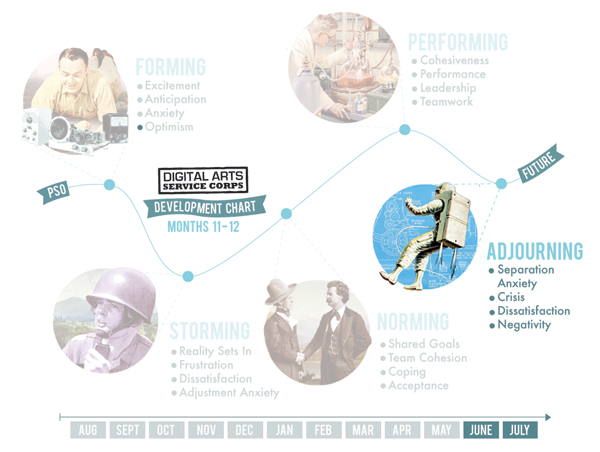 PERFORMING
Cohesiveness
Performance
Leadership
Teamwork
FORMING
Excitement
Anticipation
Anxiety
Optimism
PSO
DIGITAL ARTS
SERVICE CORPS
DEVELOPMENT CHART
MONTHS 11-12
FUTURE
ADJOURNING
Separation
Anxiety
Crisis
Dissatisfaction
Negativity
STORMING
Reality Sets In
Frustration
Dissatisfaction
Adjustment Anxiety
NORMING
Shared Goals
Team Cohesion
Coping
Acceptance
AUG SEPT OCT NOV DEC JAN FEB MAR APR MAY JUNE JULY